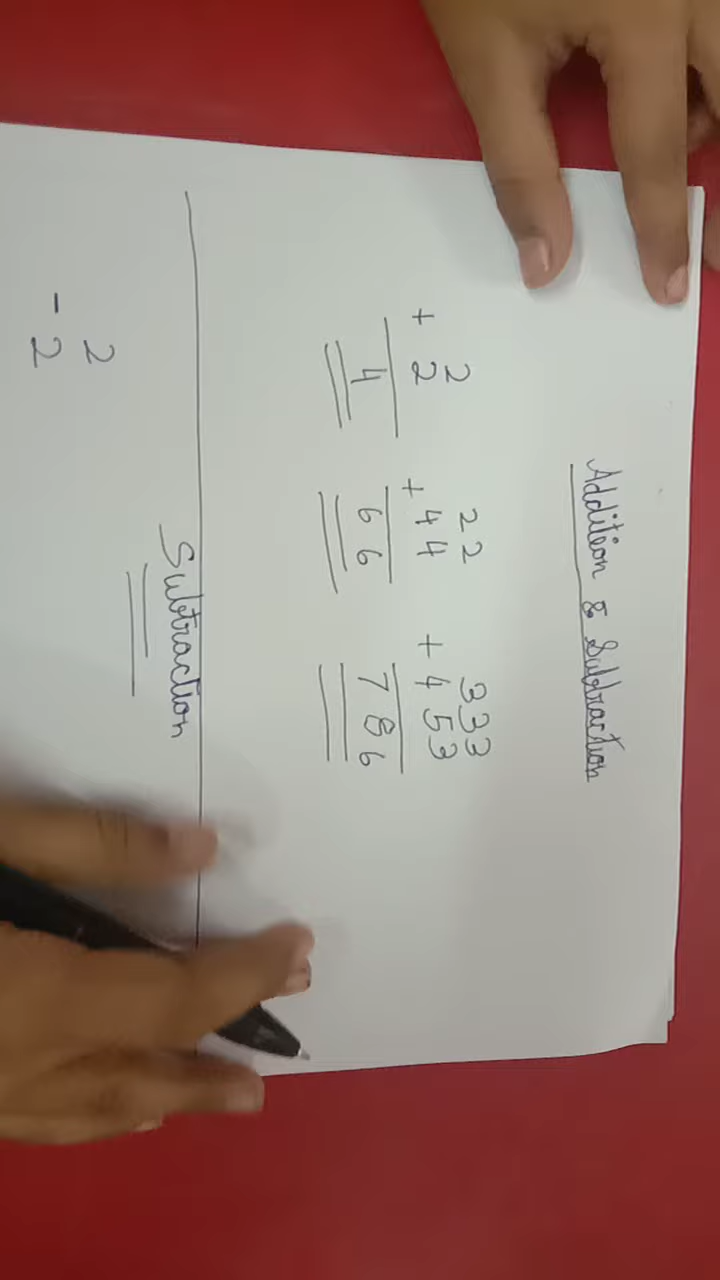 Addition & Subtraction
2 22 333
+ 2 + 44 + 453
4 66 786
Subtraction
2
- 2